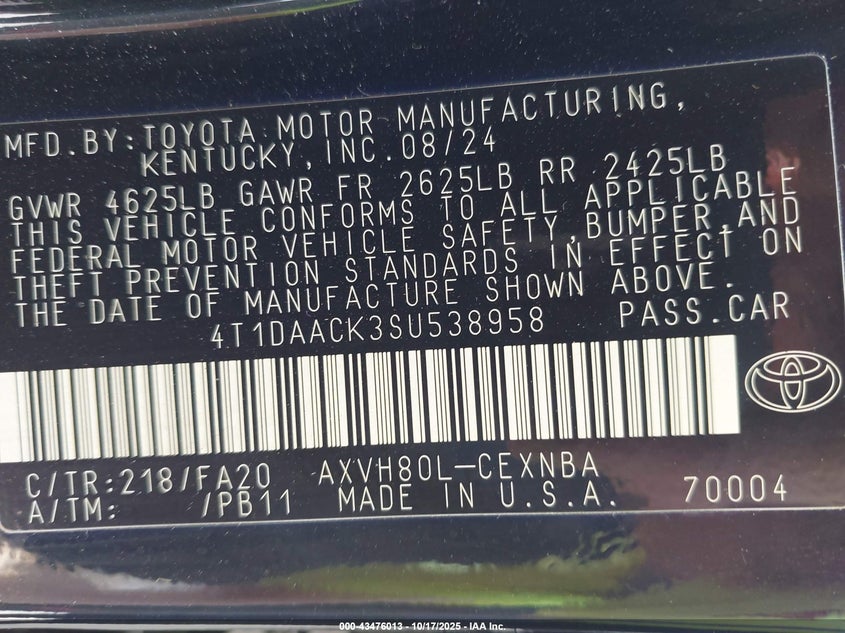 MFD.BY:TOYOTA MOTOR MANUFACTURING,
KENTUCKY,INC.08/24
GVWR 4625LB GAWR FR 2625LB RR 2425LB
THIS VEHICLE CONFORMS TO ALL APPLICABLE
FEDERAL MOTOR VEHICLE SAFETY,BUMPER,AND
THEFT PREVENTION STANDARDS IN EFFECT ON
THE DATE OF MANUFACTURE SHOWN ABOVE.
4T1DAACK3SU538958 PASS.CAR
C/TR:218/FA20 AXVH80L-CEXNBA
A/TM: /PB11 MADE IN U.S.A. 70004
000-43476013 - 10/17/2025 - IAA Inc.